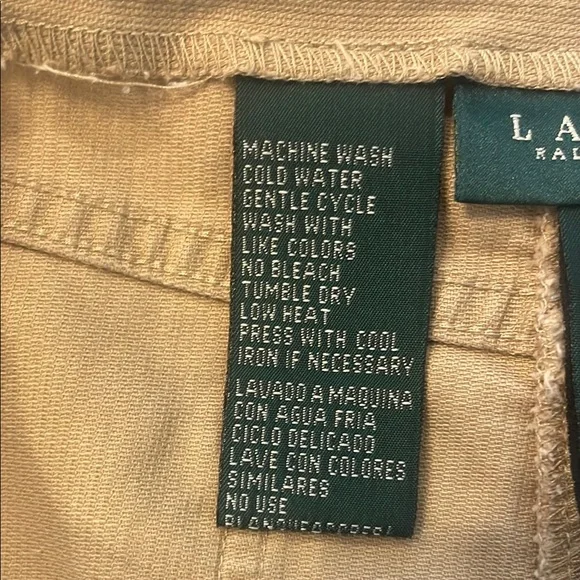 MACHINE WASH
COLD WATER
GENTLE CYCLE
WASH WITH
LIKE COLORS
NO BLEACH
TUMBLE DRY
LOW HEAT
PRESS WITH COOL
IRON IF NECESSARY
LAVADO A MAQUINA
CON AGUA FRIA
CICLO DELICADO
LAVE CON COLORES
SIMILARES
NO USE
L A
RAL